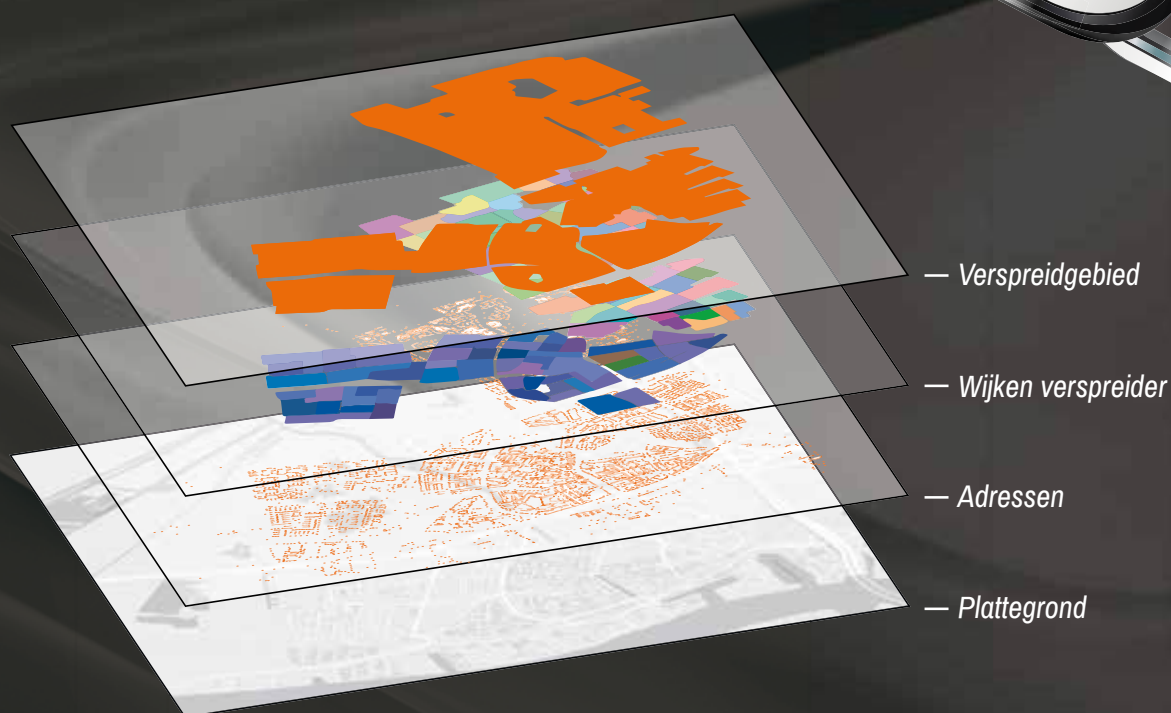 — Verspreidgebied
— Wijken verspreider
— Adressen
— Plattegrond